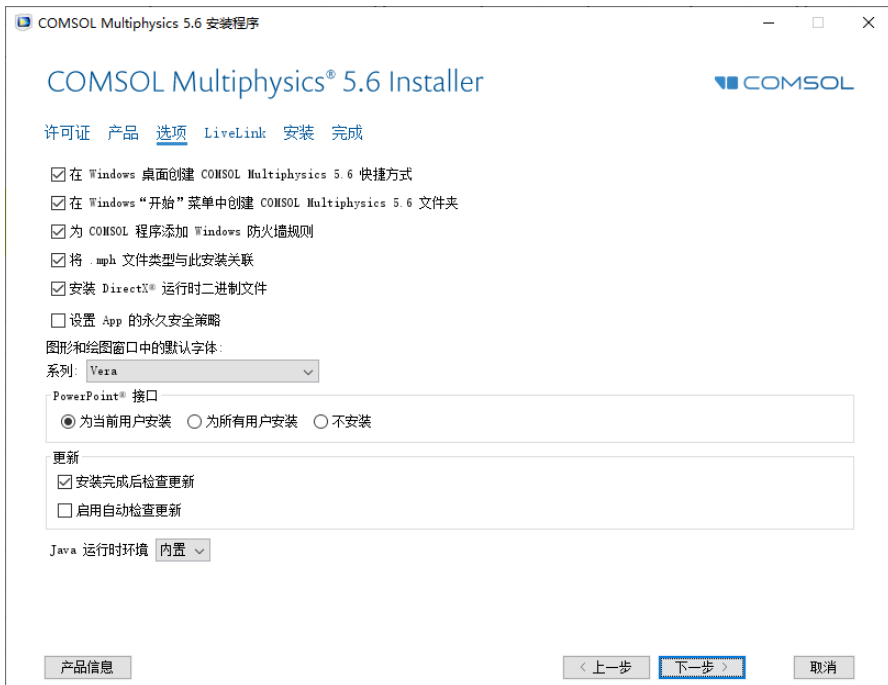 COMSOL Multiphysics 5.6 安装程序
COMSOL Multiphysics® 5.6 Installer
COMSOL
许可证 产品 选项 LiveLink 安装 完成
在 Windows 桌面创建 COMSOL Multiphysics 5.6 快捷方式
在 Windows“开始”菜单中创建 COMSOL Multiphysics 5.6 文件夹
为 COMSOL 程序添加 Windows 防火墙规则
将 .mph 文件类型与此安装关联
安装 DirectX® 运行时二进制文件
设置 App 的永久安全策略
图形和绘图窗口中的默认字体:
系列: Vera
PowerPoint® 接口
为当前用户安装 为所有用户安装 不安装
更新
安装完成后检查更新
启用自动检查更新
Java 运行时环境 内置
产品信息 < 上一步 下一步 > 取消